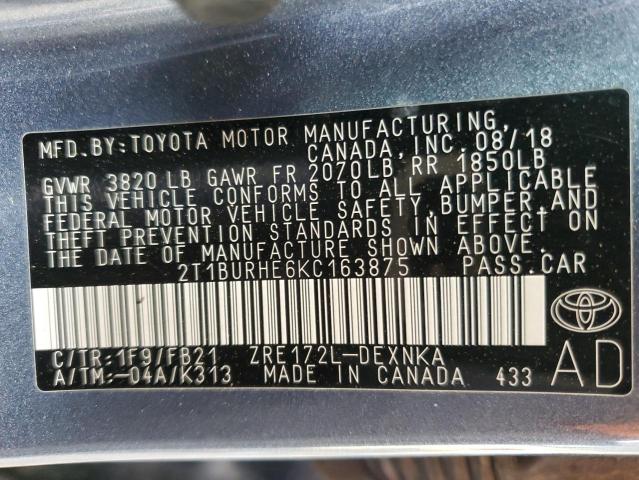 MFD. BY: TOYOTA MOTOR MANUFACTURING,
CANADA, INC. 08/18
GVWR 3820 LB GAWR FR 2070LB, RR 1850LB
THIS VEHICLE CONFORMS TO ALL APPLICABLE
FEDERAL MOTOR VEHICLE SAFETY, BUMPER, AND
THEFT PREVENTION STANDARDS IN EFFECT ON
THE DATE OF MANUFACTURE SHOWN ABOVE.
2T1BURHE6KC163875 PASS.CAR
C/TR: 1F9/FB21 ZRE172L-DEXNKA
A/TM: -04A/K313 MADE IN CANADA 433
AD